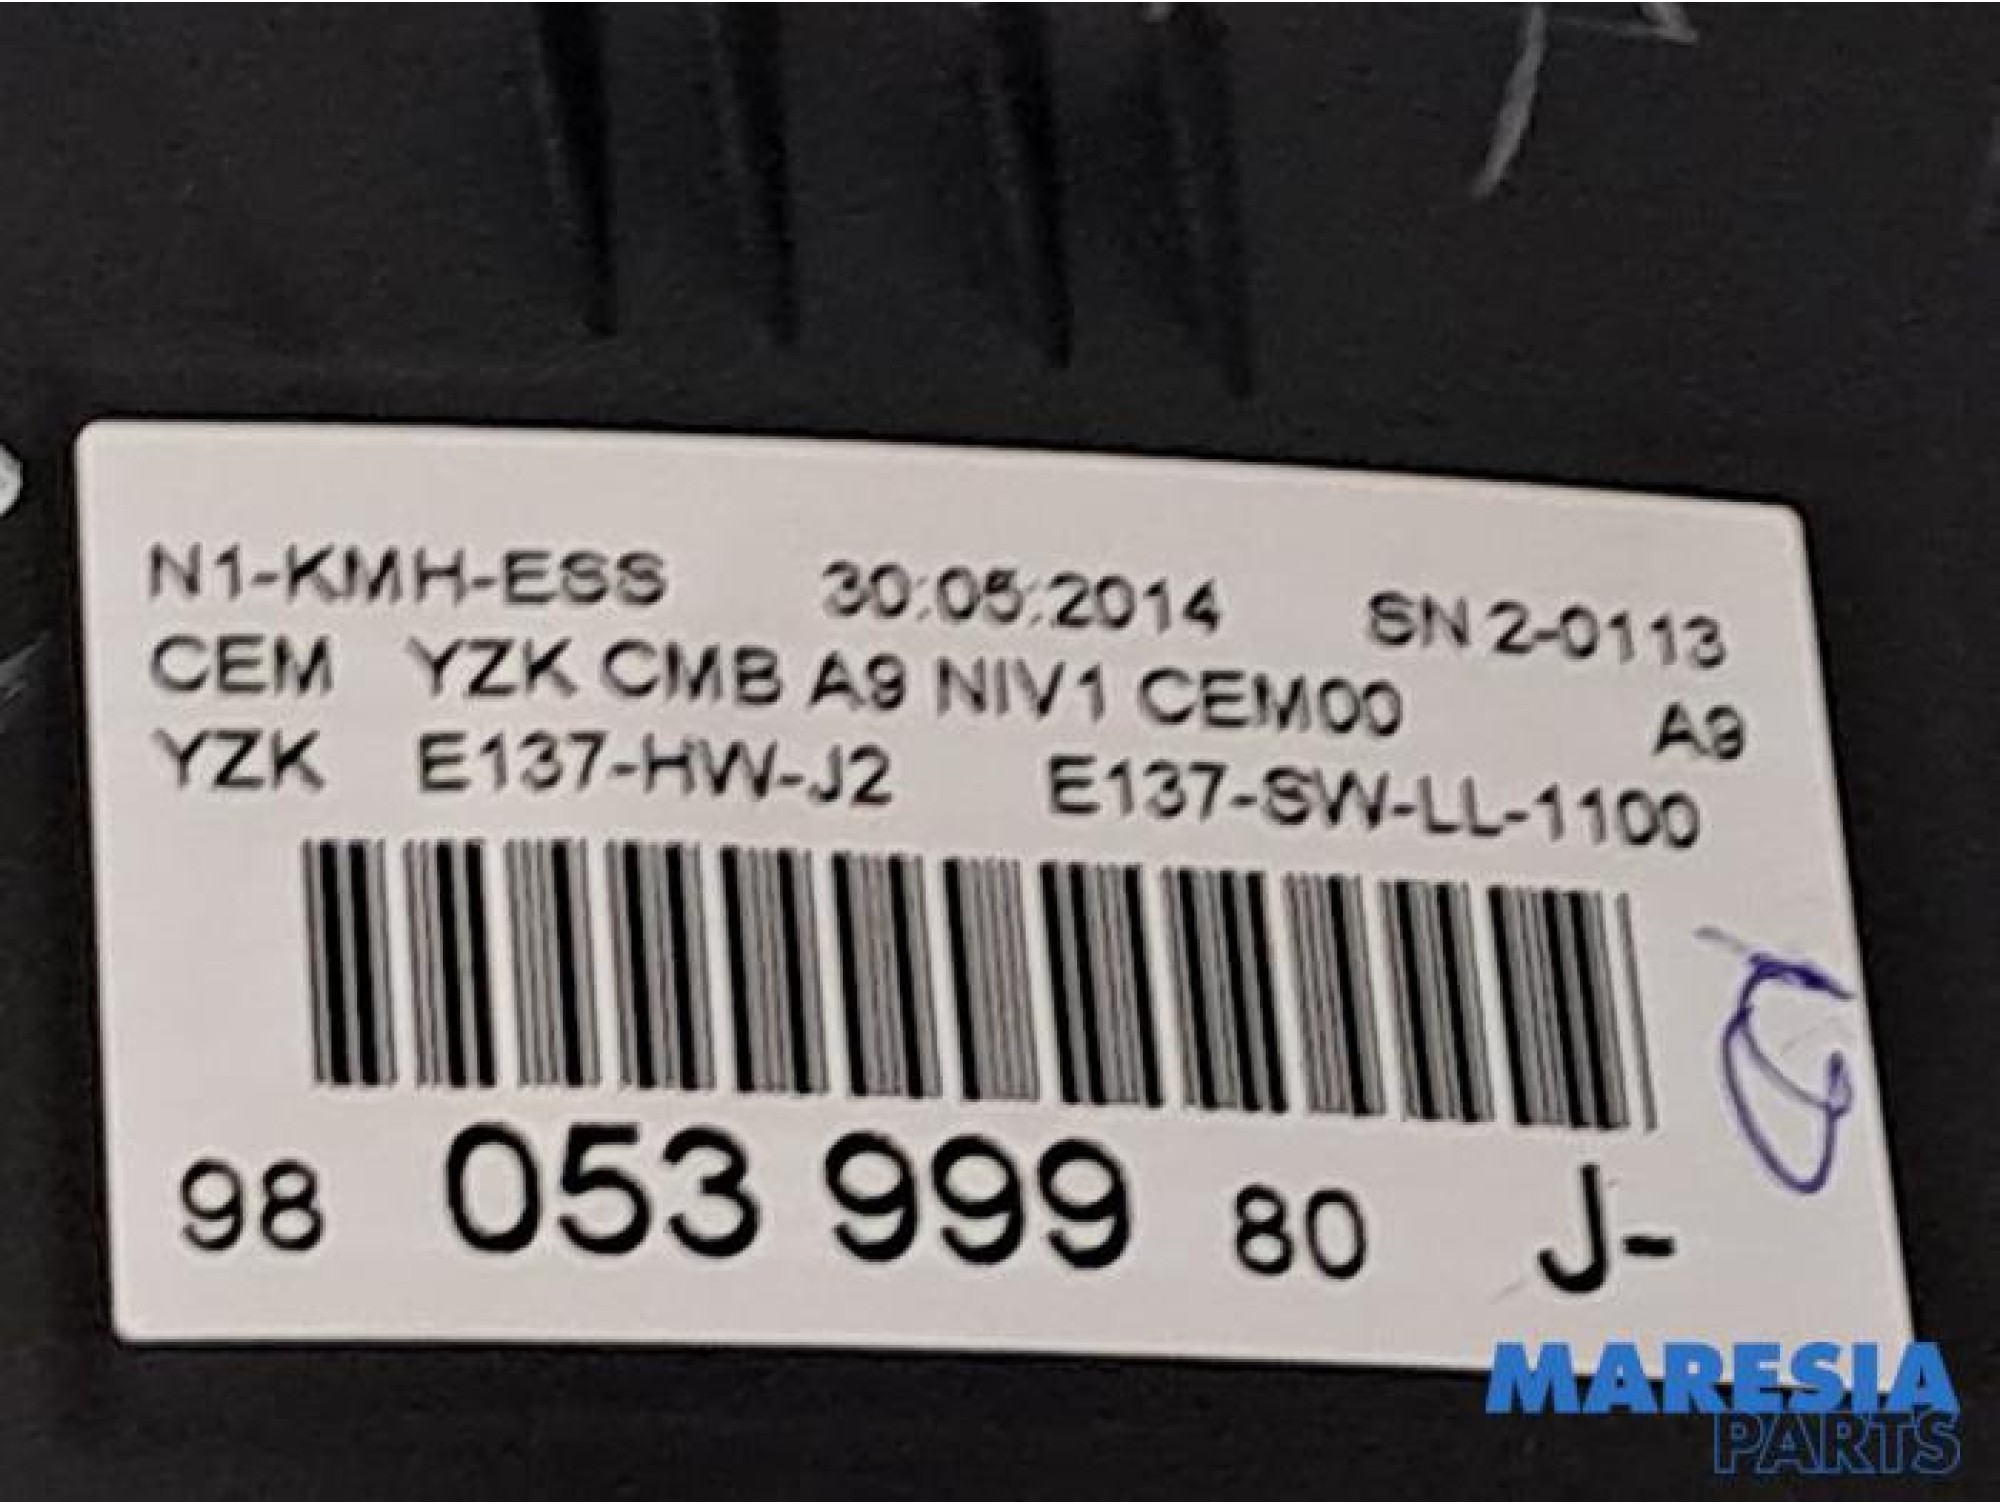 N1-KMH-ESS 30.05.2014 SN 2-0113
CEM YZK CMB A9 NIV1 CEM00 A9
YZK E137-HW-J2 E137-SW-LL-1100
98 053 999 80 J-
MARESIA
PARTS